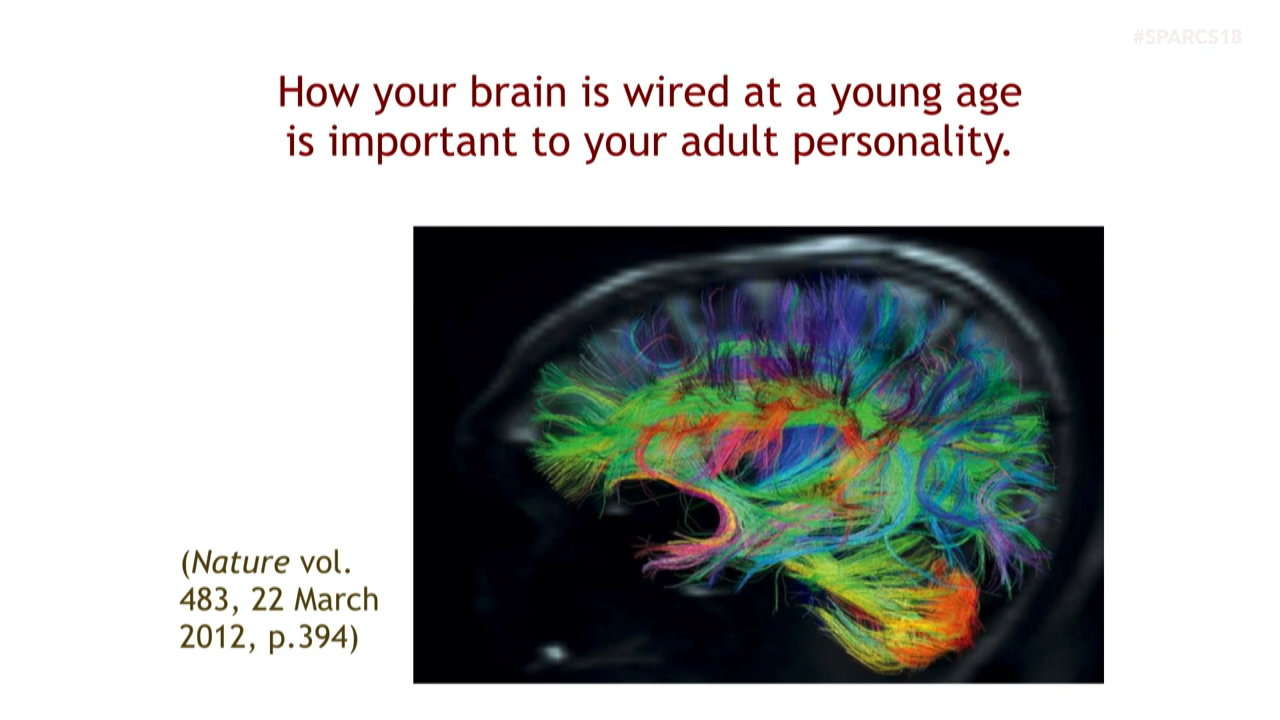 #SPARCS18
How your brain is wired at a young age
is important to your adult personality.
(Nature vol.
483, 22 March
2012, p.394)